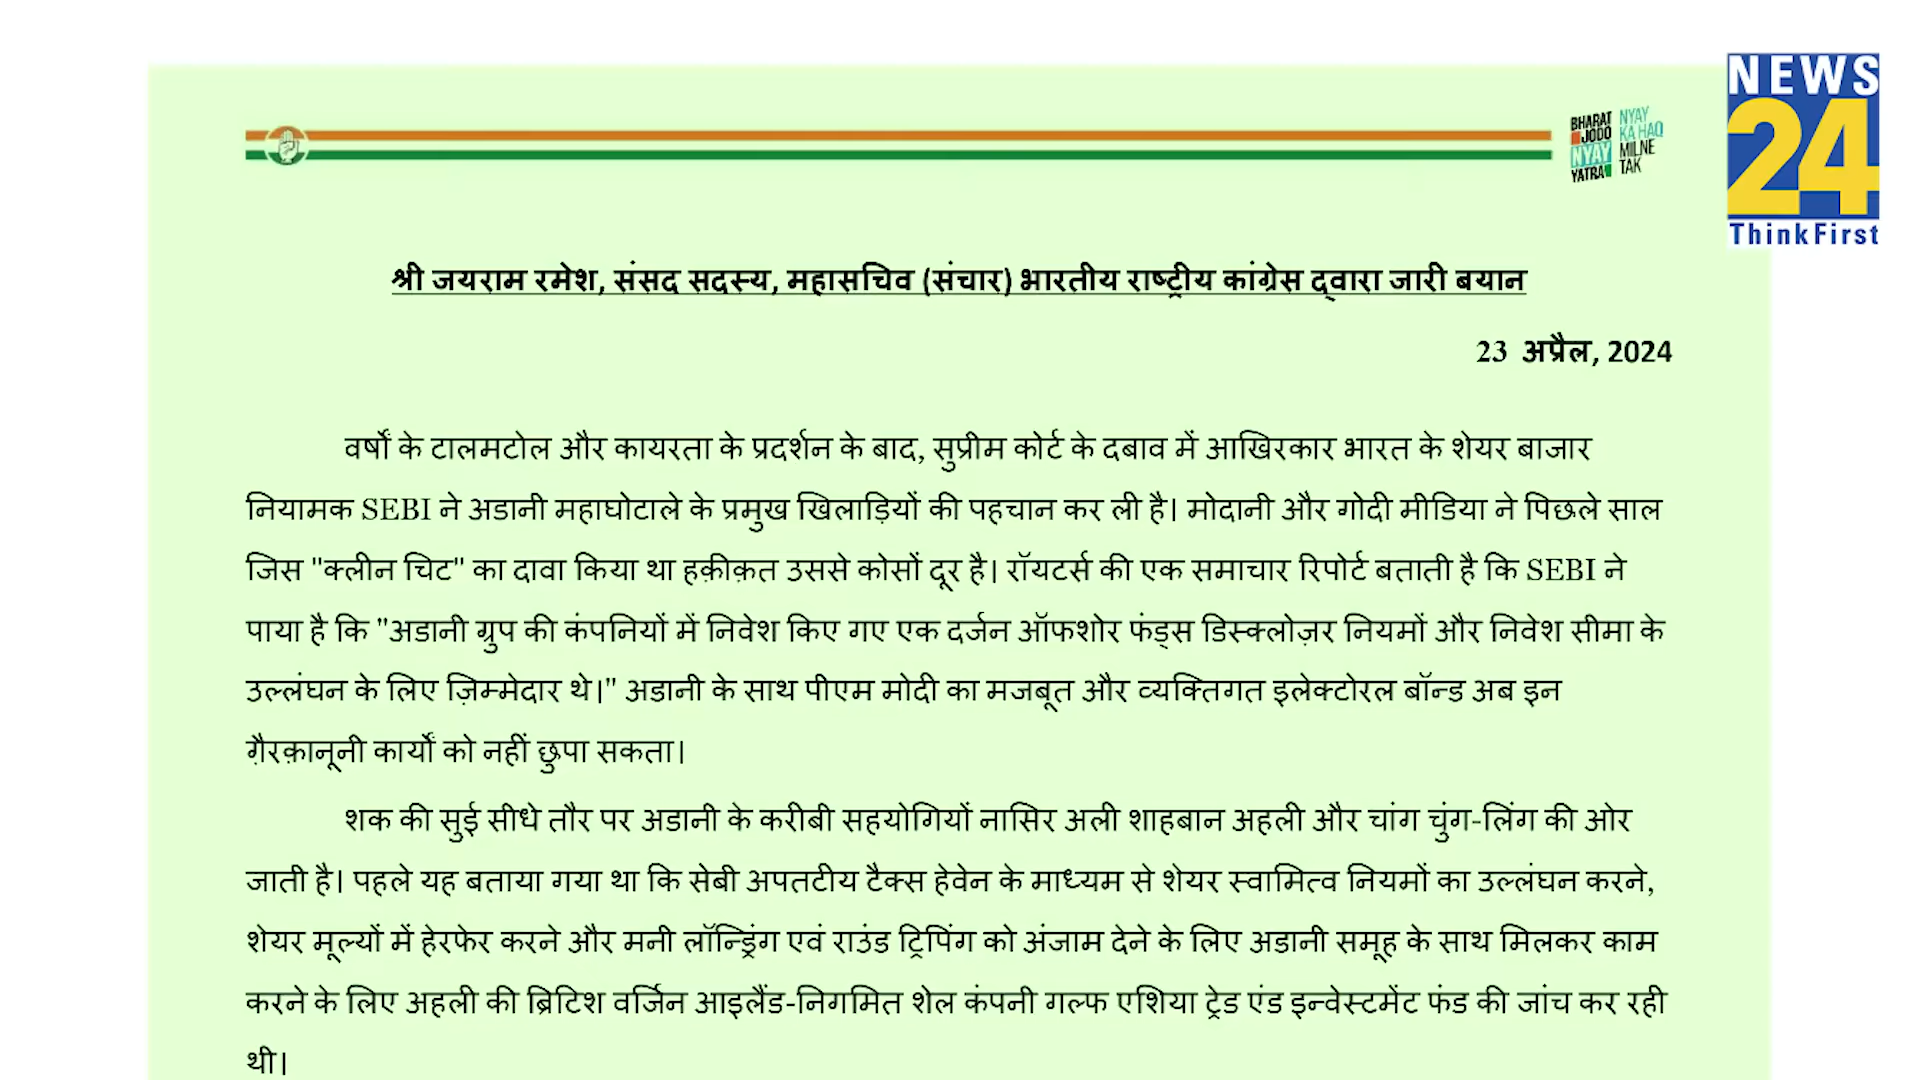 NEWS
24
ThinkFirst
BHARAT
JODO
NYAY
YATRA
NYAY
KA HAQ
MILNE
TAK
श्री जयराम रमेश, संसद सदस्य, महासचिव (संचार) भारतीय राष्ट्रीय कांग्रेस द्वारा जारी बयान
23 अप्रैल, 2024
वर्षों के टालमटोल और कायरता के प्रदर्शन के बाद, सुप्रीम कोर्ट के दबाव में आखिरकार भारत के शेयर बाजार
नियामक SEBI ने अडानी महाघोटाले के प्रमुख खिलाड़ियों की पहचान कर ली है। मोदानी और गोदी मीडिया ने पिछले साल
जिस "क्लीन चिट" का दावा किया था हक़ीक़त उससे कोसों दूर है। रॉयटर्स की एक समाचार रिपोर्ट बताती है कि SEBI ने
पाया है कि "अडानी ग्रुप की कंपनियों में निवेश किए गए एक दर्जन ऑफशोर फंड्स डिस्क्लोज़र नियमों और निवेश सीमा के
उल्लंघन के लिए ज़िम्मेदार थे।" अडानी के साथ पीएम मोदी का मजबूत और व्यक्तिगत इलेक्टोरल बॉन्ड अब इन
ग़ैरक़ानूनी कार्यों को नहीं छुपा सकता।
शक की सुई सीधे तौर पर अडानी के करीबी सहयोगियों नासिर अली शाहबान अहली और चांग चुंग-लिंग की ओर
जाती है। पहले यह बताया गया था कि सेबी अपतटीय टैक्स हेवेन के माध्यम से शेयर स्वामित्व नियमों का उल्लंघन करने,
शेयर मूल्यों में हेरफेर करने और मनी लॉन्ड्रिंग एवं राउंड ट्रिपिंग को अंजाम देने के लिए अडानी समूह के साथ मिलकर काम
करने के लिए अहली की ब्रिटिश वर्जिन आइलैंड-निगमित शेल कंपनी गल्फ एशिया ट्रेड एंड इन्वेस्टमेंट फंड की जांच कर रही
थी।